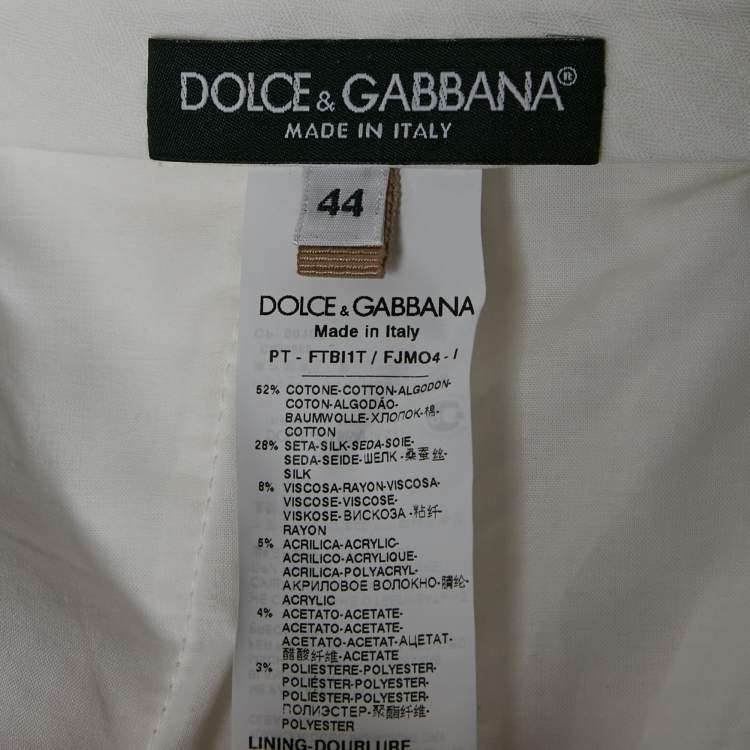 DOLCE & GABBANA®
MADE IN ITALY
44
DOLCE & GABBANA
Made in Italy
PT - FTBI1T / FJMO4 - /
52% COTONE-COTTON-ALGODON-
COTON-ALGODÃO-
BAUMWOLLE-ХЛОПОК-棉-
COTTON
28% SETA-SILK-SEDA-SOIE-
SEDA-SEIDE-ШЕЛК-桑蚕丝-
SILK
8% VISCOSA-RAYON-VISCOSA-
VISCOSE-VISCOSE-
VISKOSE-ВИСКОЗА-粘纤-
RAYON
5% ACRILICA-ACRYLIC-
ACRILICO-ACRYLIQUE-
ACRILICA-POLYACRYL-
АКРИЛОВОЕ ВОЛОКНО-腈纶-
ACRYLIC
4% ACETATO-ACETATE-
ACETATO-ACETATE-
ACETATO-ACETAT-АЦЕТАТ-
醋酸纤维-ACETATE
3% POLIESTERE-POLYESTER-
POLIÉSTER-POLYESTER-
POLIÉSTER-POLYESTER-
ПОЛИЭСТЕР-聚酯纤维-
POLYESTER
LINING-DOUBLURE